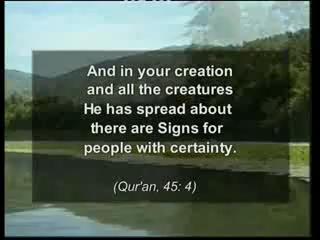 And in your creation
and all the creatures
He has spread about
there are Signs for
people with certainty.
(Qur'an, 45: 4)